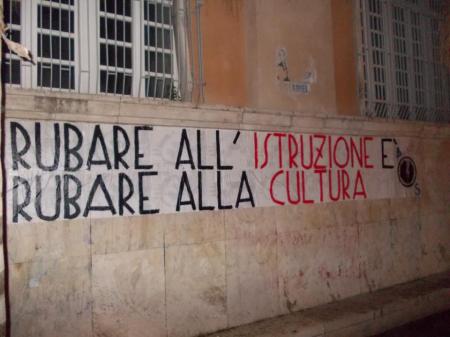 RUBARE ALL' ISTRUZIONE E'
RUBARE ALLA CULTURA